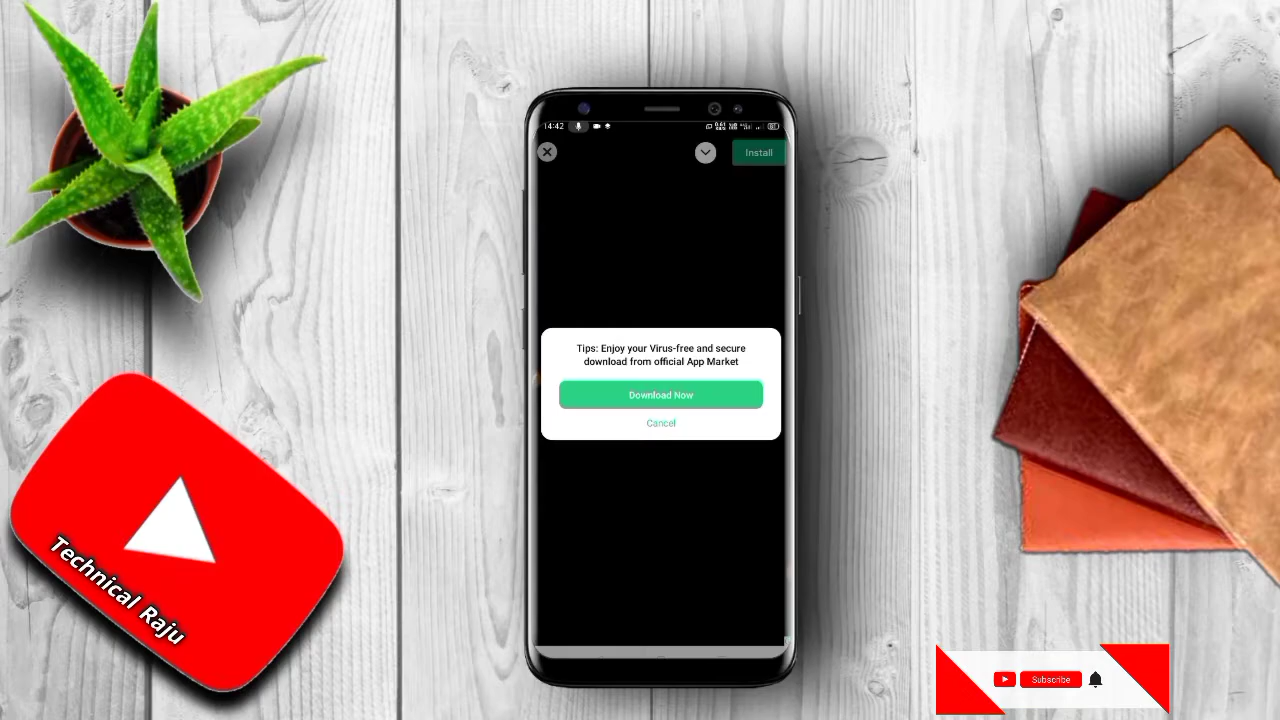 14:42
Install
Tips: Enjoy your Virus-free and secure
download from official App Market
Download Now
Cancel
Technical Raju
Subscribe